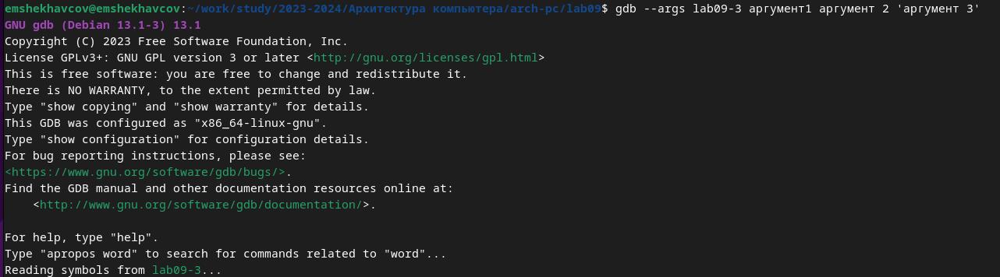 emshekhavcov@emshekhavcov:~/work/study/2023-2024/Архитектура компьютера/arch-pc/lab09$ gdb --args lab09-3 аргумент1 аргумент 2 'аргумент 3'
GNU gdb (Debian 13.1-3) 13.1
Copyright (C) 2023 Free Software Foundation, Inc.
License GPLv3+: GNU GPL version 3 or later <http://gnu.org/licenses/gpl.html>
This is free software: you are free to change and redistribute it.
There is NO WARRANTY, to the extent permitted by law.
Type "show copying" and "show warranty" for details.
This GDB was configured as "x86_64-linux-gnu".
Type "show configuration" for configuration details.
For bug reporting instructions, please see:
<https://www.gnu.org/software/gdb/bugs/>.
Find the GDB manual and other documentation resources online at:
    <http://www.gnu.org/software/gdb/documentation/>.

For help, type "help".
Type "apropos word" to search for commands related to "word"...
Reading symbols from lab09-3...